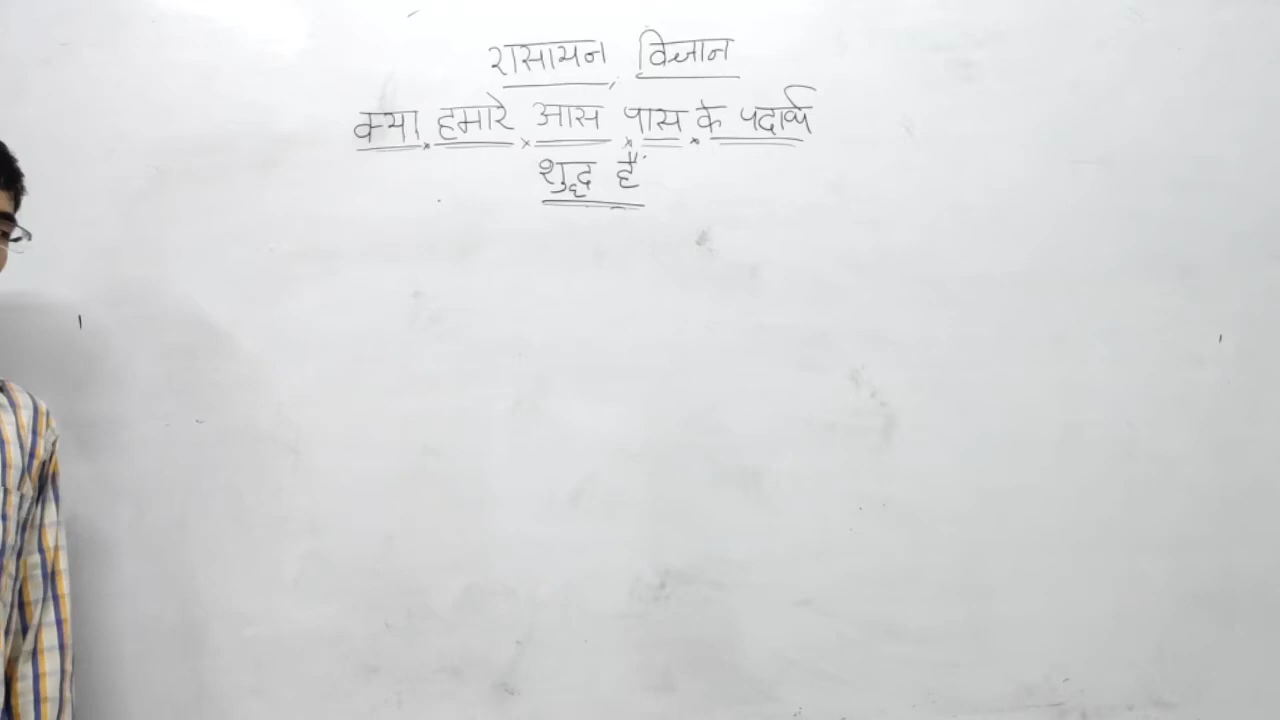 रासायन विज्ञान
क्या हमारे आस पास के पदार्थ
शुद्ध हैं